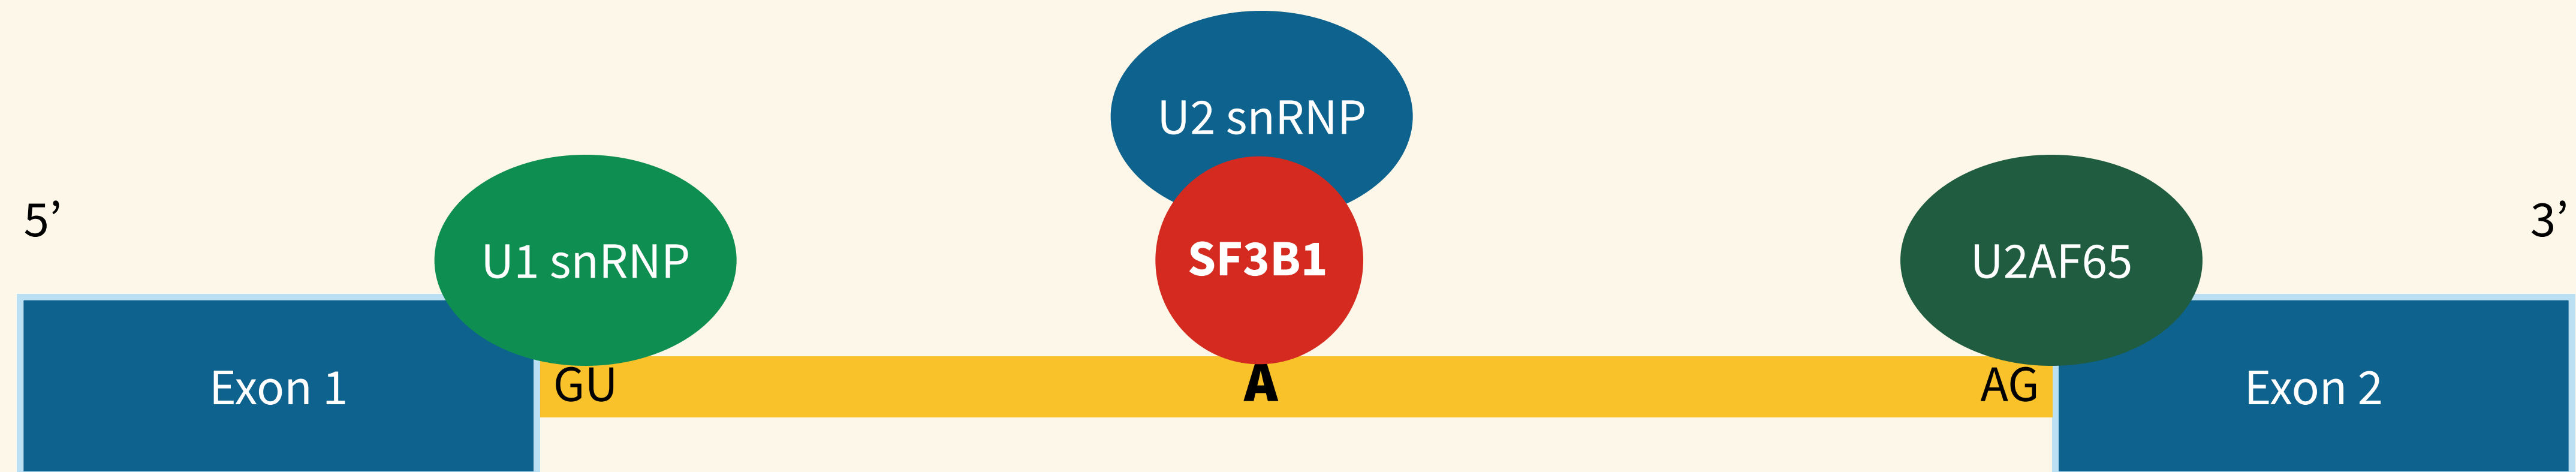 U2 snRNP
5’
3’
U1 snRNP
SF3B1
U2AF65
Exon 1
GU
A
AG
Exon 2